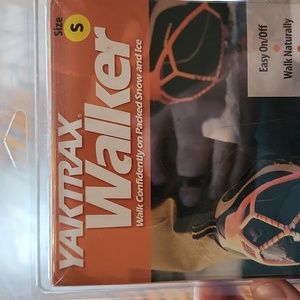 Size
S
YAKTRAX®
Walker
Walk Confidently on Packed Snow and Ice
Easy On/Off
Walk Naturally